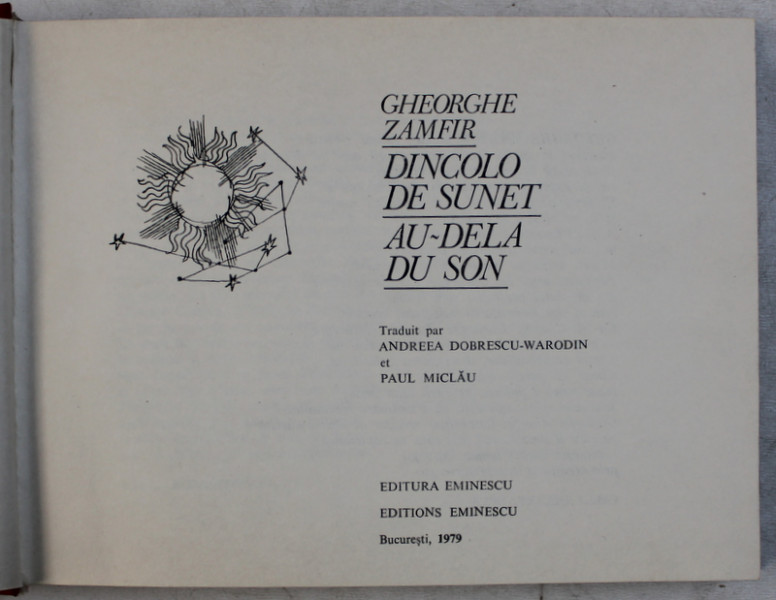 GHEORGHE
ZAMFIR
DINCOLO
DE SUNET
AU-DELA
DU SON
Traduit par
ANDREEA DOBRESCU-WARODIN
et
PAUL MICLĂU
EDITURA EMINESCU
EDITIONS EMINESCU
București, 1979